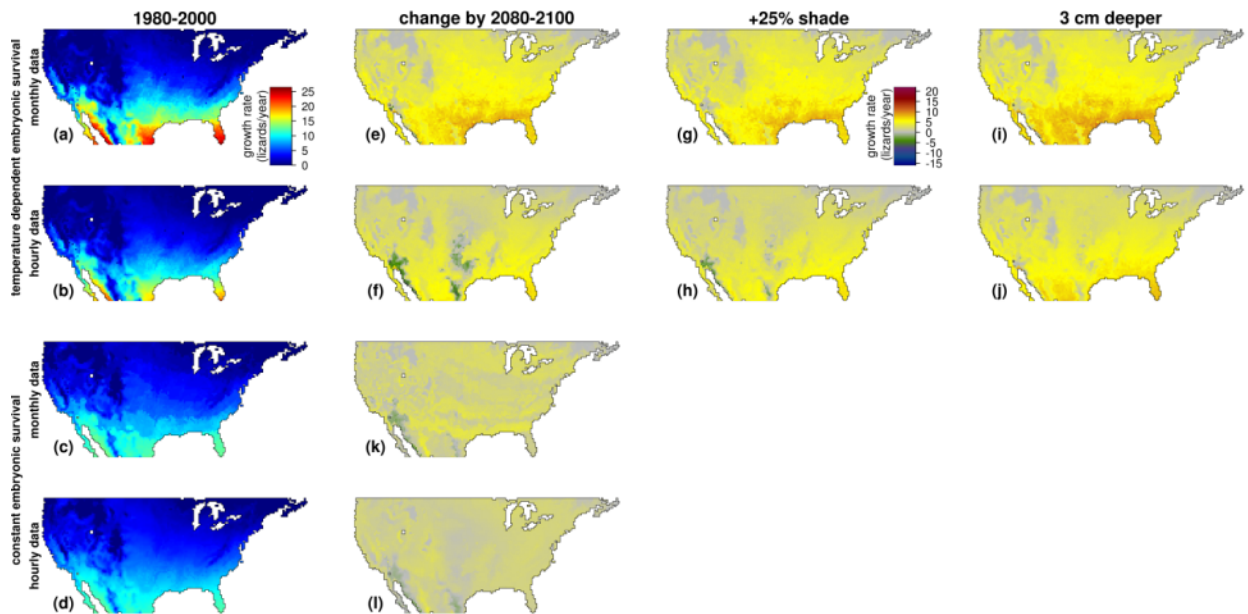 1980-2000
change by 2080-2100
+25% shade
3 cm deeper
temperature dependent embryonic survival
monthly data
(a)
growth rate
(lizards/year)
25
20
15
10
5
0
(e)
(g)
growth rate
(lizards/year)
20
15
10
5
0
-5
-10
-15
(i)
hourly data
(b)
(f)
(h)
(j)
constant embryonic survival
monthly data
(c)
(k)
hourly data
(d)
(l)